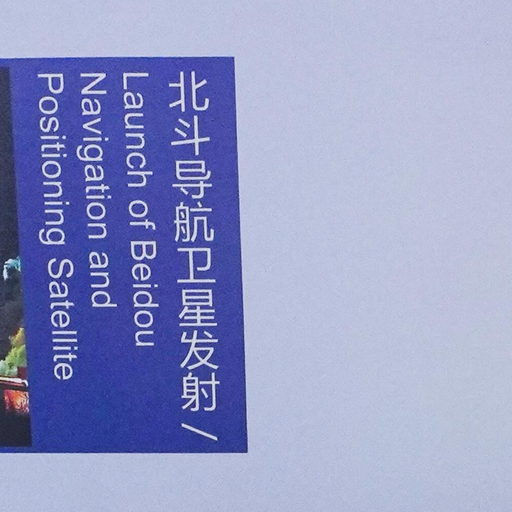 北斗导航卫星发射 /
Launch of Beidou
Navigation and
Positioning Satellite